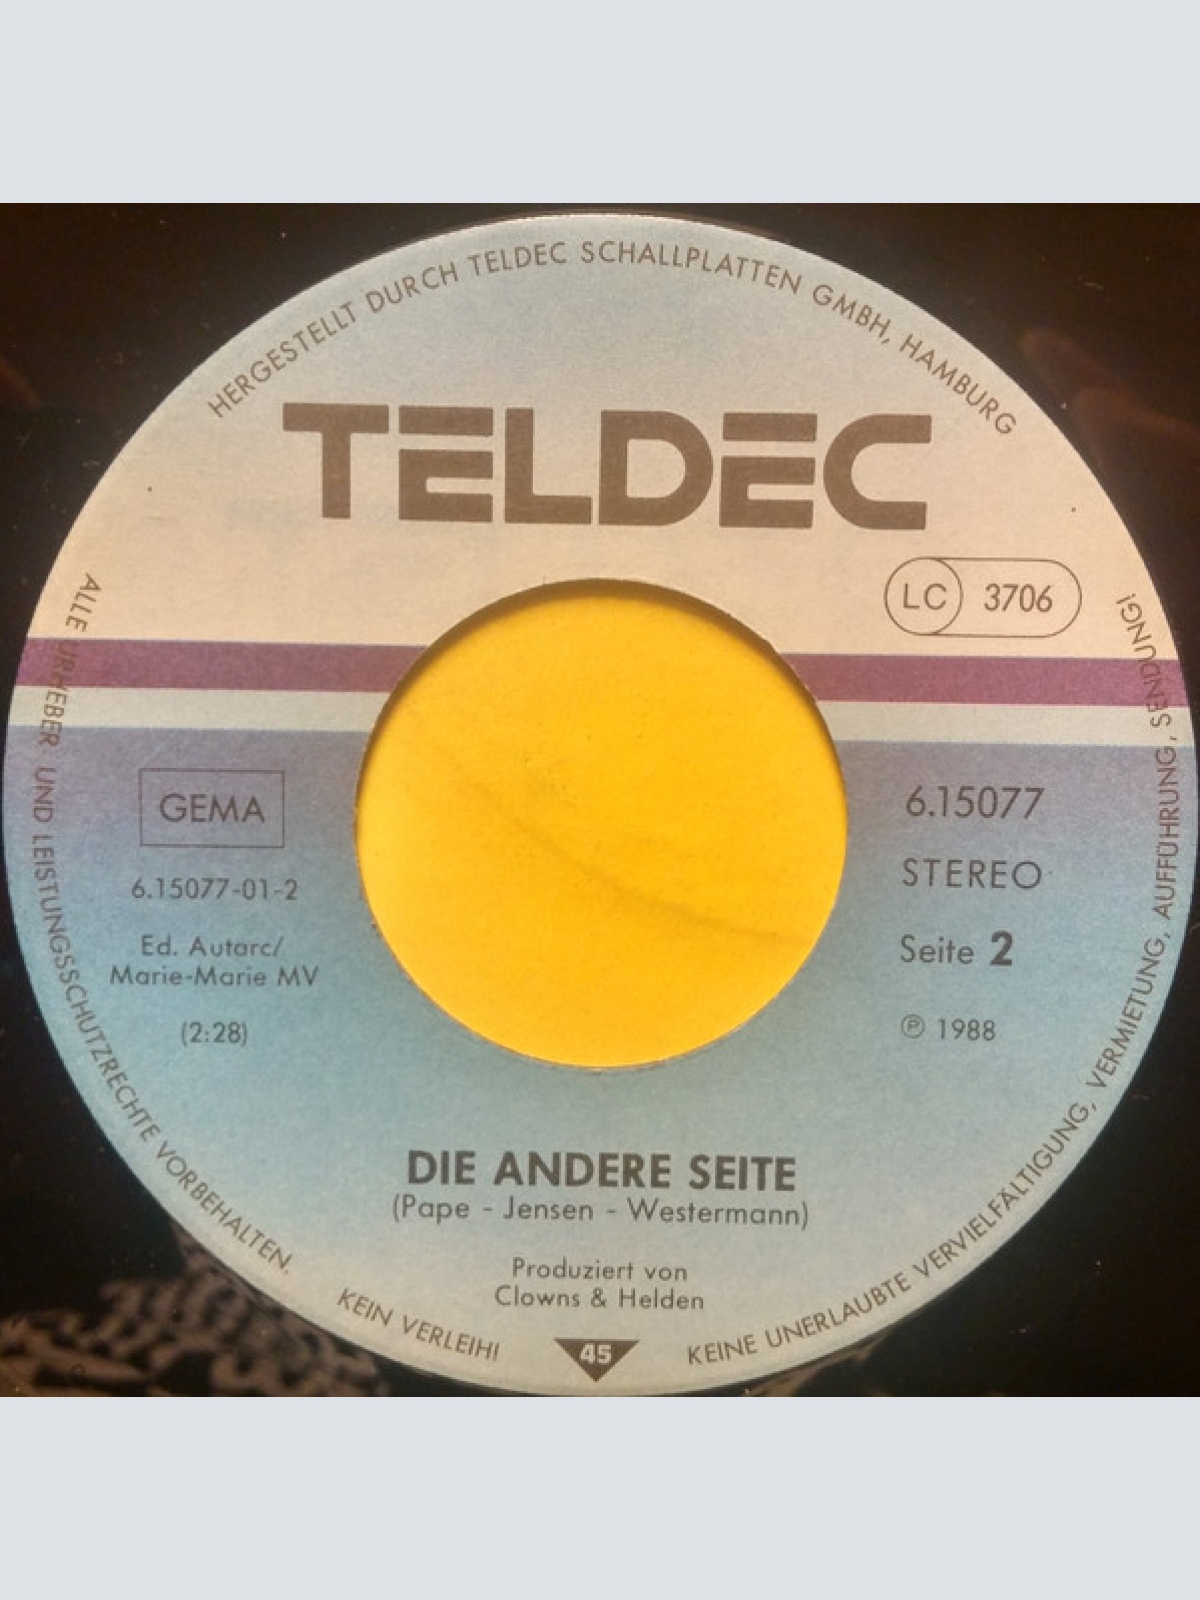 HERGESTELLT DURCH TELDEC SCHALLPLATTEN GMBH, HAMBURG
TELDEC
LC 3706
GEMA
6.15077-01-2
Ed. Autarc/
Marie-Marie MV
(2:28)
6.15077
STEREO
Seite 2
℗ 1988
DIE ANDERE SEITE
(Pape - Jensen - Westermann)
Produziert von
Clowns & Helden
45
ALLE URHEBER UND LEISTUNGSSCHUTZRECHTE VORBEHALTEN.
KEIN VERLEIH!
KEINE UNERLAUBTE VERVIELFÄLTIGUNG, VERMIETUNG, AUFFÜHRUNG, SENDUNG!